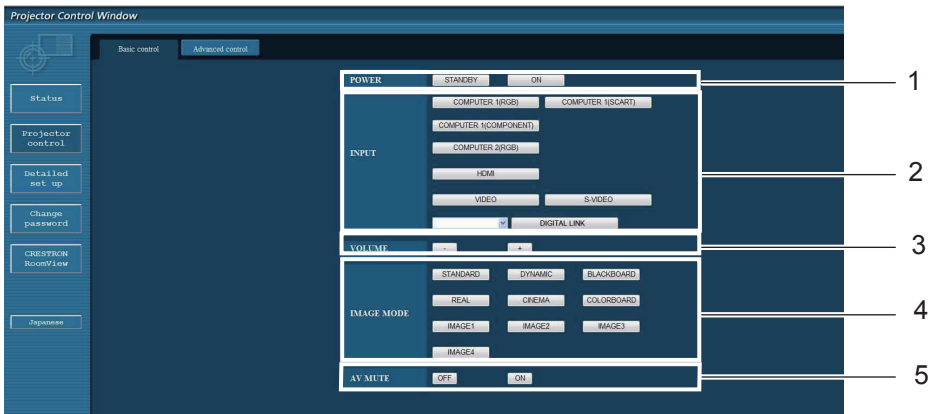 Projector Control Window
Basic control Advanced control
Status
Projector
control
Detailed
set up
Change
password
CRESTRON
RoomView
Japanese
POWER STANDBY ON
INPUT
COMPUTER 1(RGB) COMPUTER 1(SCART)
COMPUTER 1(COMPONENT)
COMPUTER 2(RGB)
HDMI
VIDEO S-VIDEO
DIGITAL LINK
VOLUME - +
IMAGE MODE
STANDARD DYNAMIC BLACKBOARD
REAL CINEMA COLORBOARD
IMAGE1 IMAGE2 IMAGE3
IMAGE4
AV MUTE OFF ON
1
2
3
4
5